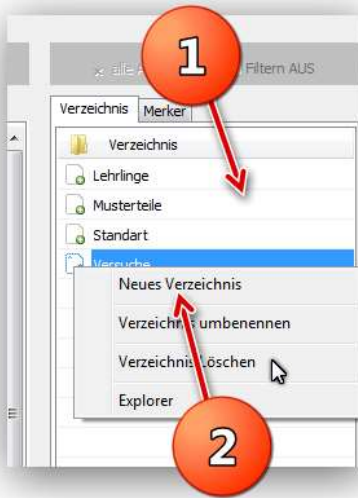 1
Filtern AUS
Verzeichnis Merker
Verzeichnis
Lehrlinge
Musterteile
Standart
Versuche
Neues Verzeichnis
Verzeichnis umbenennen
Verzeichnis Löschen
Explorer
2